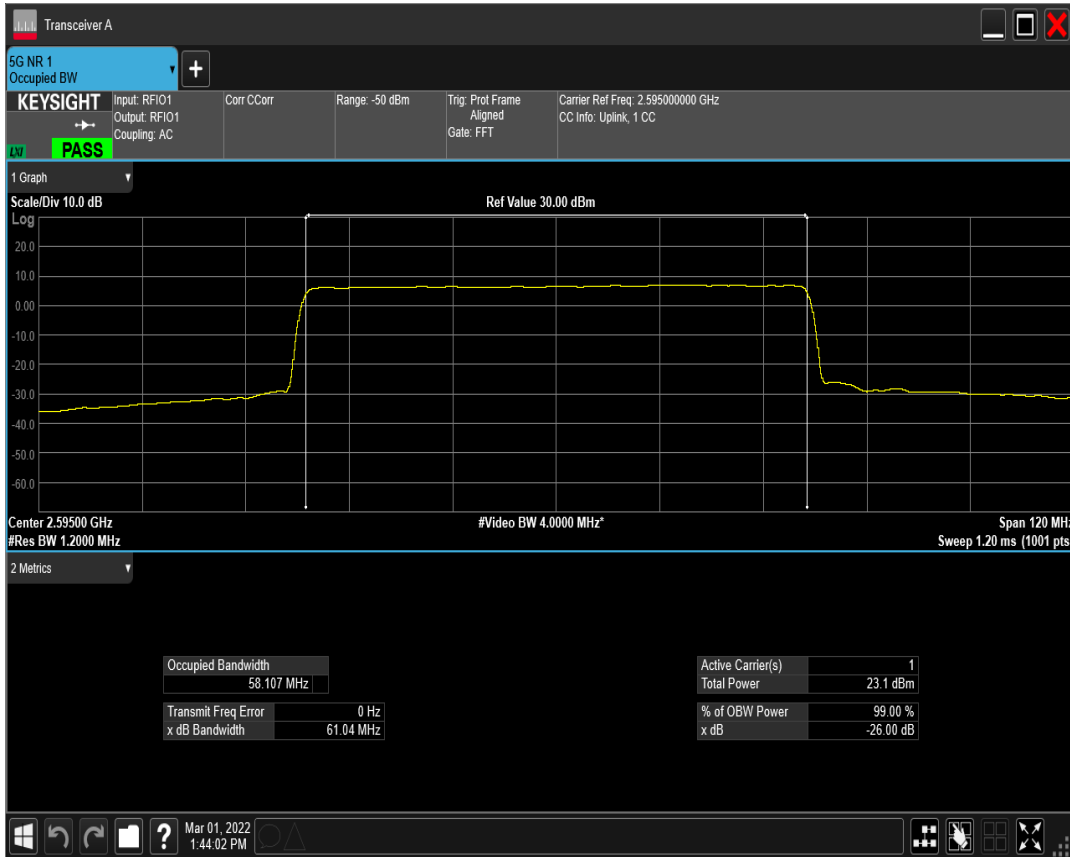 Transceiver A
5G NR 1
Occupied BW
+
KEYSIGHT
LXI
PASS
Input: RFIO1
Output: RFIO1
Coupling: AC
Corr CCorr
Range: -50 dBm
Trig: Prot Frame
Aligned
Gate: FFT
Carrier Ref Freq: 2.595000000 GHz
CC Info: Uplink, 1 CC
1 Graph
Scale/Div 10.0 dB
Ref Value 30.00 dBm
Log
20.0
10.0
0.00
-10.0
-20.0
-30.0
-40.0
-50.0
-60.0
Center 2.59500 GHz
#Video BW 4.0000 MHz*
Span 120 MHz
#Res BW 1.2000 MHz
Sweep 1.20 ms (1001 pts
2 Metrics
Occupied Bandwidth
58.107 MHz
Transmit Freq Error 0 Hz
x dB Bandwidth 61.04 MHz
Active Carrier(s) 1
Total Power 23.1 dBm
% of OBW Power 99.00 %
x dB -26.00 dB
?
Mar 01, 2022
1:44:02 PM